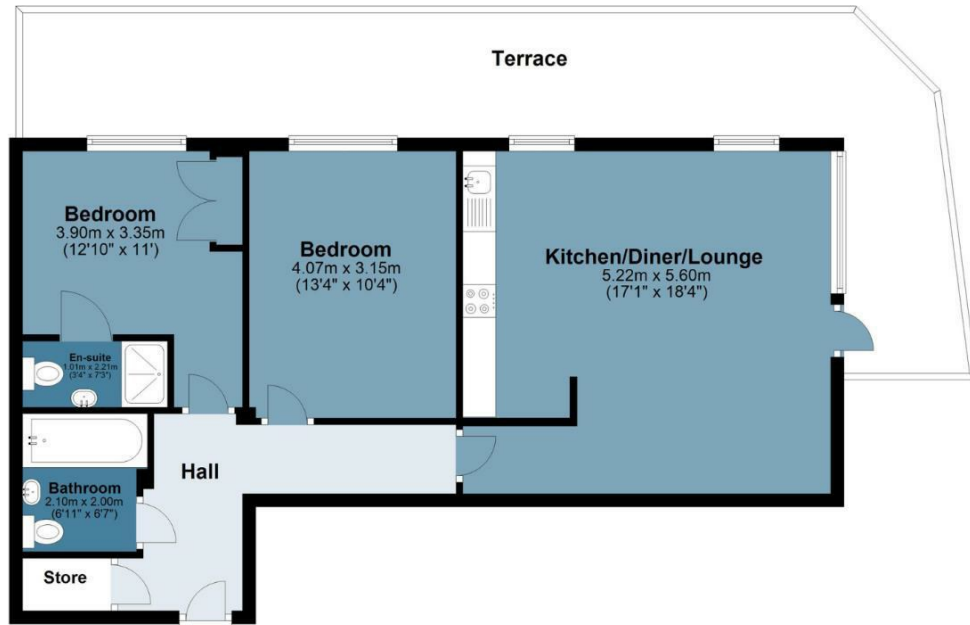 Terrace
Bedroom
3.90m x 3.35m
(12'10" x 11')
Bedroom
4.07m x 3.15m
(13'4" x 10'4")
Kitchen/Diner/Lounge
5.22m x 5.60m
(17'1" x 18'4")
En-suite
1.01m x 2.21m
(3'4" x 7'3")
Hall
Bathroom
2.10m x 2.00m
(6'11" x 6'7")
Store